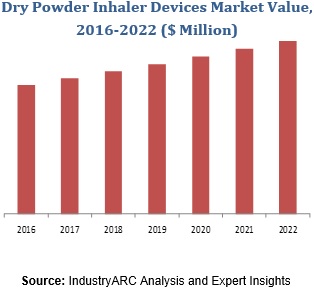 Dry Powder Inhaler Devices Market Value,
2016-2022 ($ Million)
2016 2017 2018 2019 2020 2021 2022
Source: IndustryARC Analysis and Expert Insights